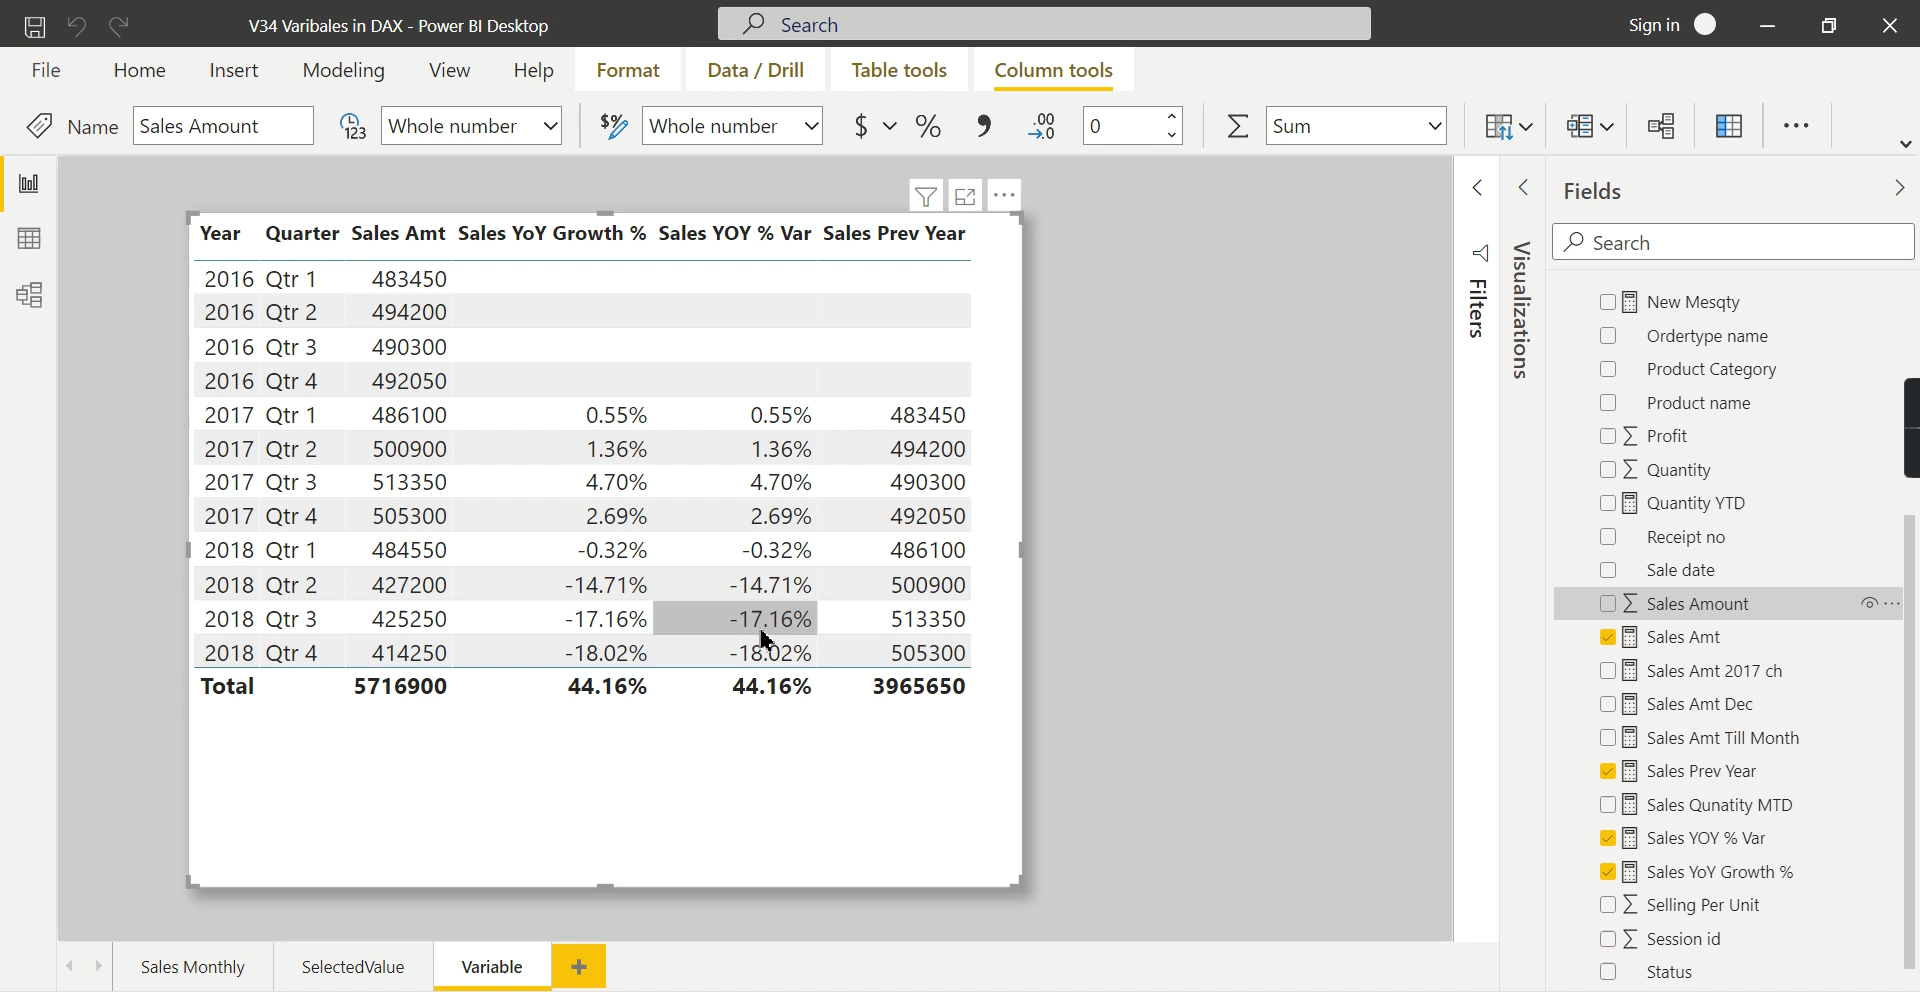 V34 Varibales in DAX - Power BI Desktop
Search
Sign in
File Home Insert Modeling View Help Format Data / Drill Table tools Column tools
Name Sales Amount 123 Whole number $% Whole number $ % , .00 0 Σ Sum
Filters
Visualizations
Fields
Search
Year Quarter Sales Amt Sales YoY Growth % Sales YOY % Var Sales Prev Year
2016 Qtr 1 483450
2016 Qtr 2 494200
2016 Qtr 3 490300
2016 Qtr 4 492050
2017 Qtr 1 486100 0.55% 0.55% 483450
2017 Qtr 2 500900 1.36% 1.36% 494200
2017 Qtr 3 513350 4.70% 4.70% 490300
2017 Qtr 4 505300 2.69% 2.69% 492050
2018 Qtr 1 484550 -0.32% -0.32% 486100
2018 Qtr 2 427200 -14.71% -14.71% 500900
2018 Qtr 3 425250 -17.16% -17.16% 513350
2018 Qtr 4 414250 -18.02% -18.02% 505300
Total 5716900 44.16% 44.16% 3965650
New Mesqty
Ordertype name
Product Category
Product name
Σ Profit
Σ Quantity
Quantity YTD
Receipt no
Sale date
Σ Sales Amount
Sales Amt
Sales Amt 2017 ch
Sales Amt Dec
Sales Amt Till Month
Sales Prev Year
Sales Qunatity MTD
Sales YOY % Var
Sales YoY Growth %
Σ Selling Per Unit
Σ Session id
Status
Sales Monthly SelectedValue Variable +